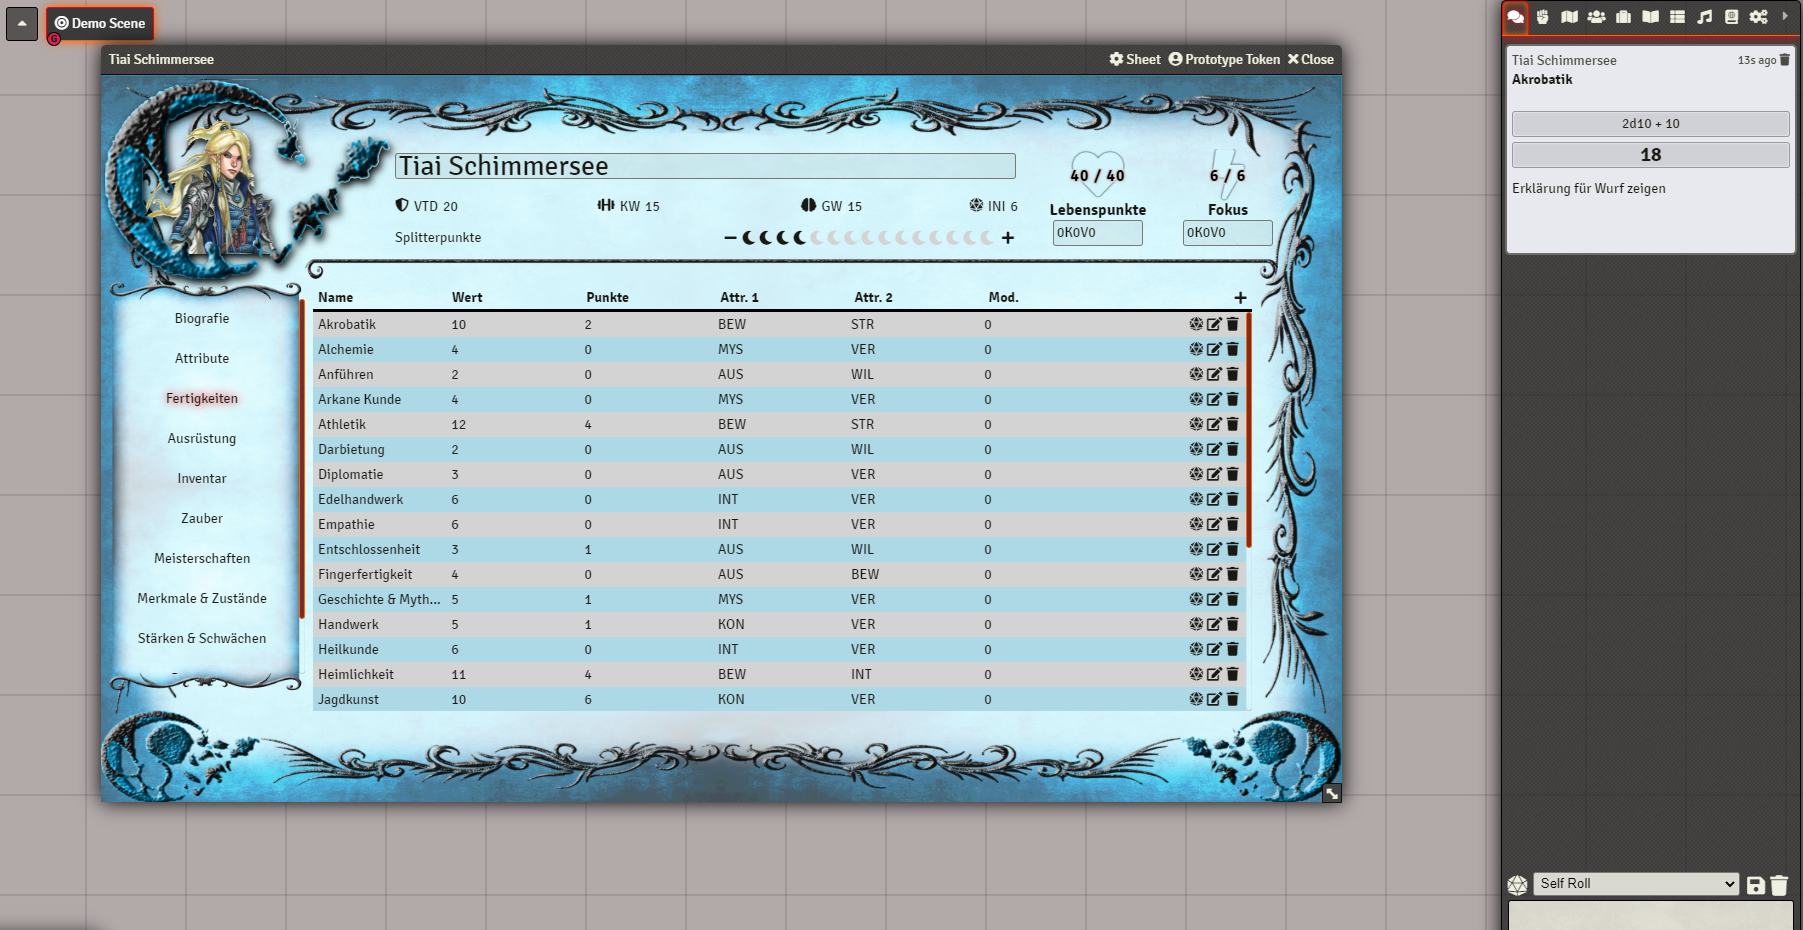 Demo Scene
G
Tiai Schimmersee
Sheet Prototype Token Close
Tiai Schimmersee
40 / 40
6 / 6
VTD 20 KW 15 GW 15 INI 6
Lebenspunkte
Fokus
Splitterpunkte
0K0V0
0K0V0
Biografie
Attribute
Fertigkeiten
Ausrüstung
Inventar
Zauber
Meisterschaften
Merkmale & Zustände
Stärken & Schwächen
Name Wert Punkte Attr. 1 Attr. 2 Mod.
Akrobatik 10 2 BEW STR 0
Alchemie 4 0 MYS VER 0
Anführen 2 0 AUS WIL 0
Arkane Kunde 4 0 MYS VER 0
Athletik 12 4 BEW STR 0
Darbietung 2 0 AUS WIL 0
Diplomatie 3 0 AUS VER 0
Edelhandwerk 6 0 INT VER 0
Empathie 6 0 INT VER 0
Entschlossenheit 3 1 AUS WIL 0
Fingerfertigkeit 4 0 AUS BEW 0
Geschichte & Myth... 5 1 MYS VER 0
Handwerk 5 1 KON VER 0
Heilkunde 6 0 INT VER 0
Heimlichkeit 11 4 BEW INT 0
Jagdkunst 10 6 KON VER 0
Tiai Schimmersee 13s ago
Akrobatik
2d10 + 10
18
Erklärung für Wurf zeigen
Self Roll